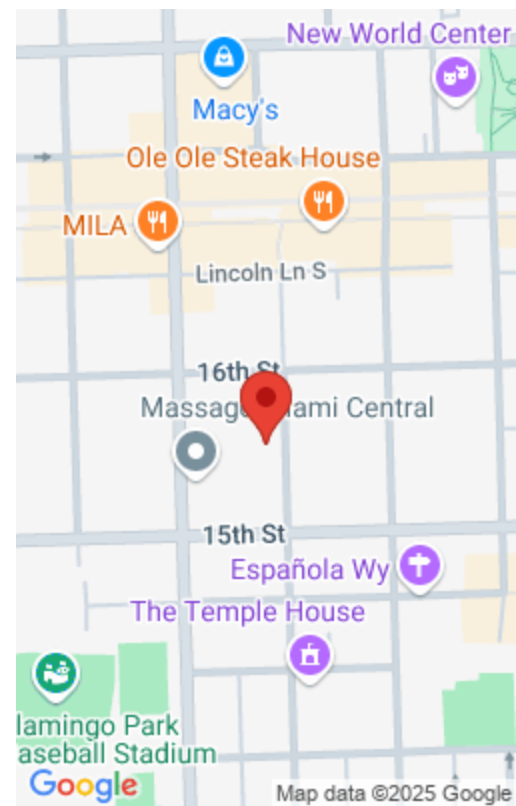 New World Center
Macy's
Ole Ole Steak House
MILA
Lincoln Ln S
16th St
Massage Miami Central
15th St
Española Wy
The Temple House
lamingo Park
aseball Stadium
Google
Map data ©2025 Google